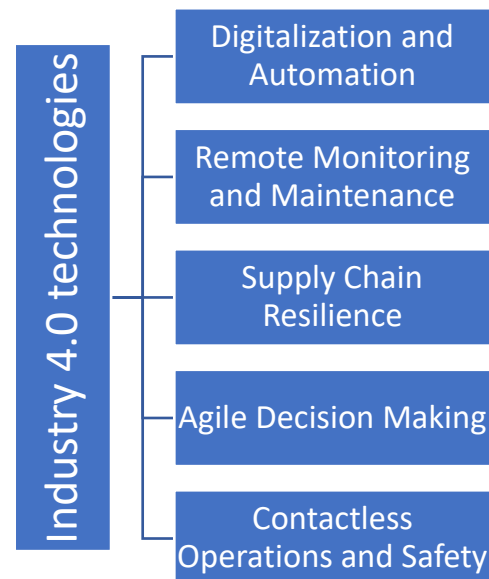 Industry 4.0 technologies
Digitalization and
Automation
Remote Monitoring
and Maintenance
Supply Chain
Resilience
Agile Decision Making
Contactless
Operations and Safety